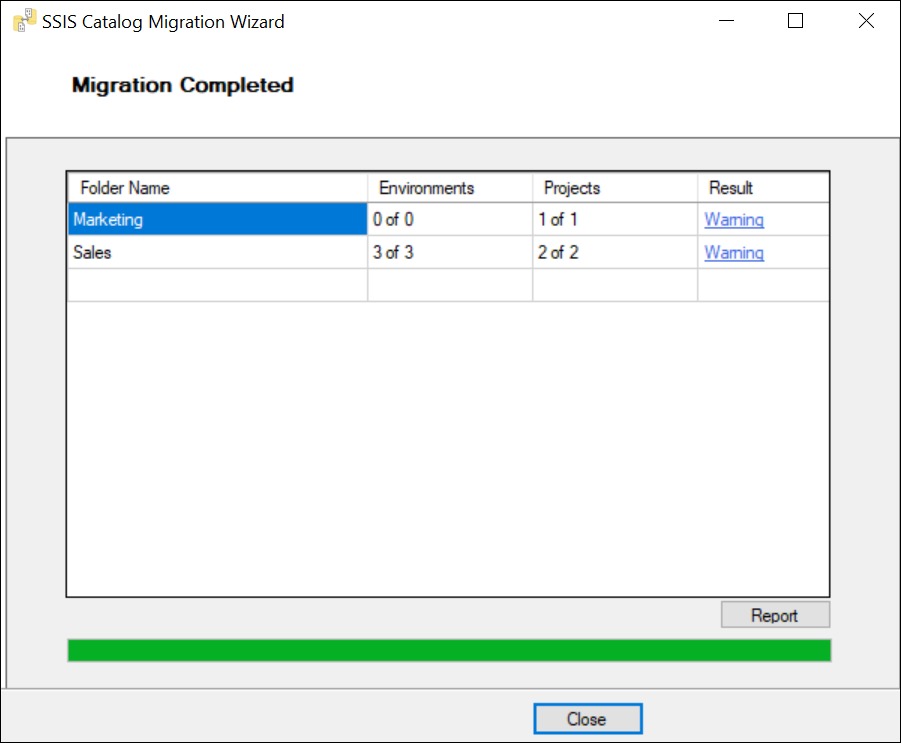 SSIS Catalog Migration Wizard
Migration Completed
Folder Name Environments Projects Result
Marketing 0 of 0 1 of 1 Warning
Sales 3 of 3 2 of 2 Warning
Report
Close